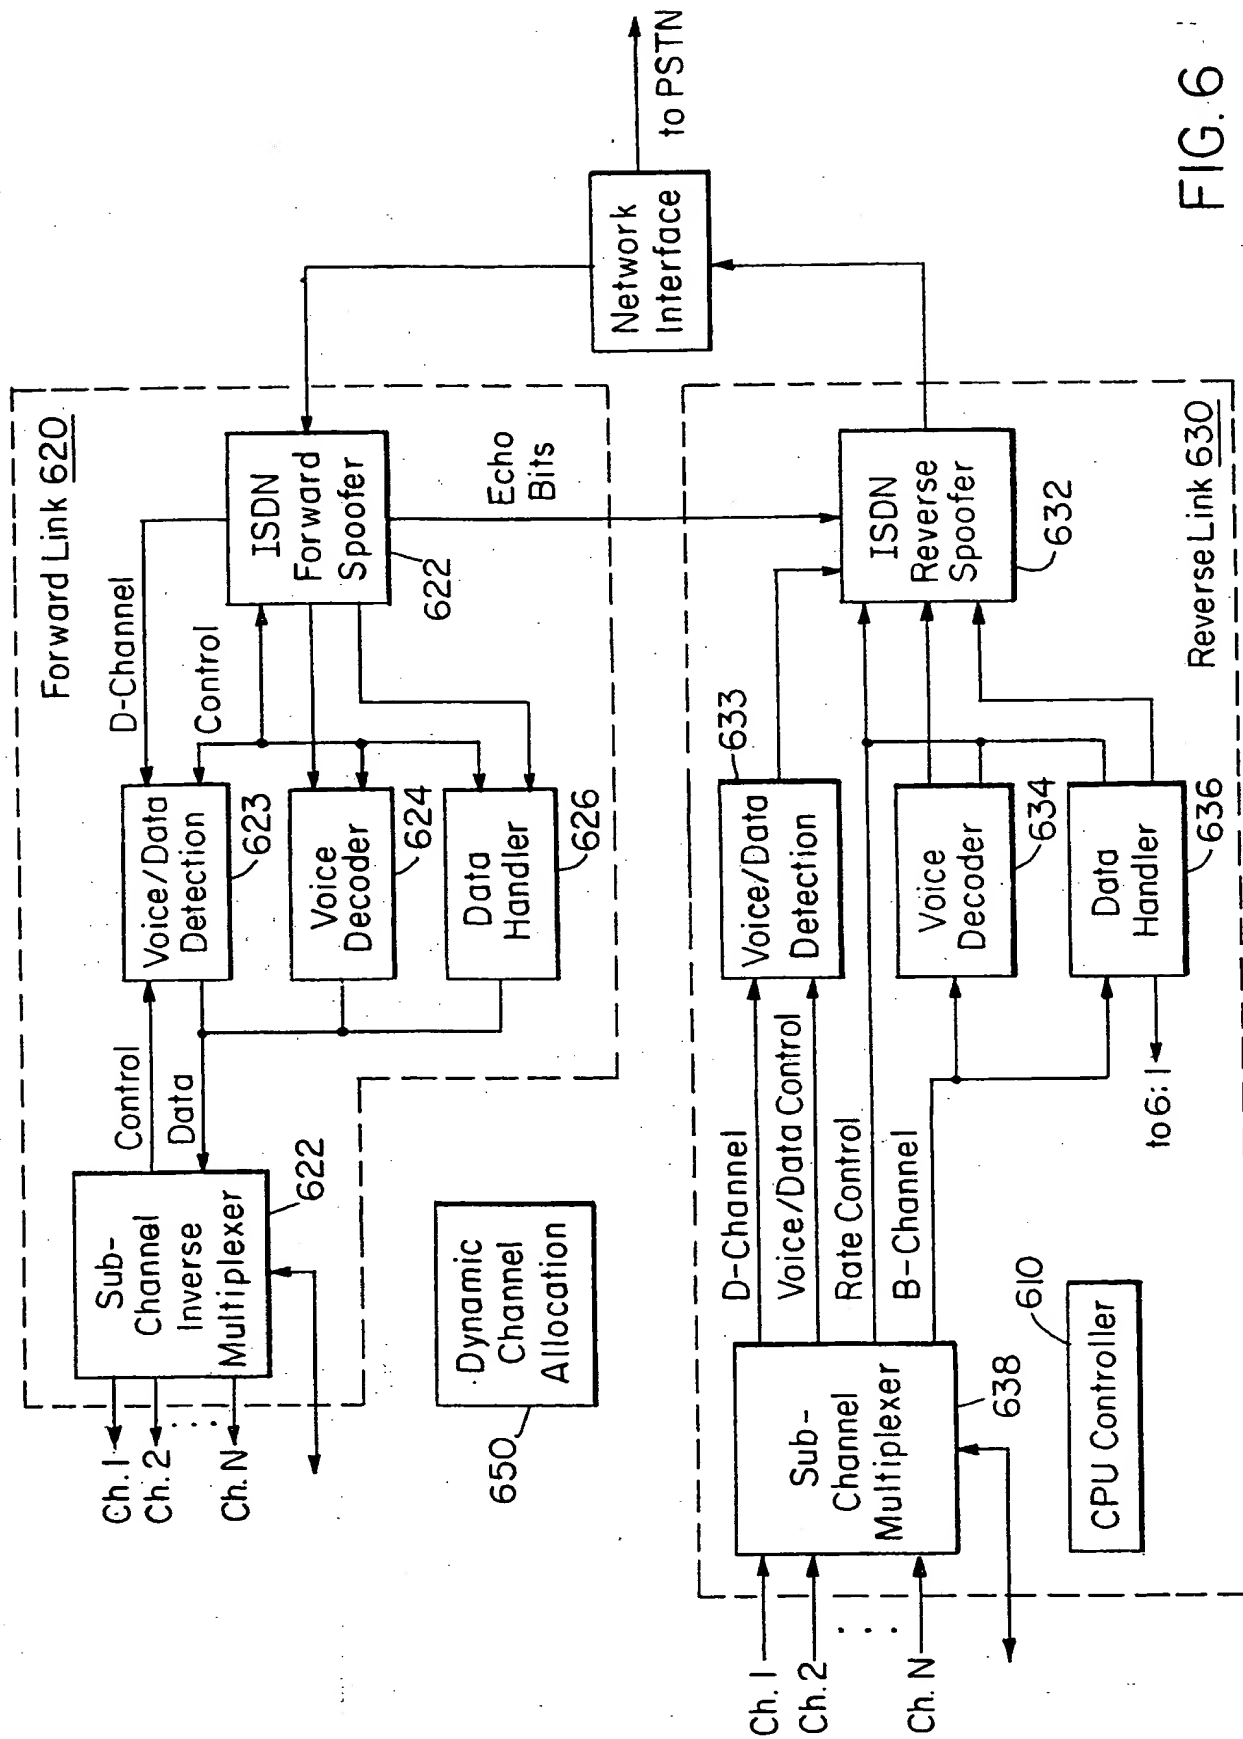 Forward Link 620
Ch. 1
Ch. 2
Ch. N
Sub-
Channel
Inverse
Multiplexer
622
Control
Data
Voice/Data
Detection
623
Voice
Decoder
624
Data
Handler
626
D-Channel
Control
ISDN
Forward
Spoofer
622
Echo
Bits
Network
Interface
to PSTN
Dynamic
Channel
Allocation
650
Ch. 1
Ch. 2
Ch. N
Sub-
Channel
Multiplexer
638
D-Channel
Voice/Data Control
Rate Control
B-Channel
Voice/Data
Detection
633
Voice
Decoder
634
Data
Handler
636
to 6:1
ISDN
Reverse
Spoofer
632
CPU Controller
610
Reverse Link 630
FIG. 6